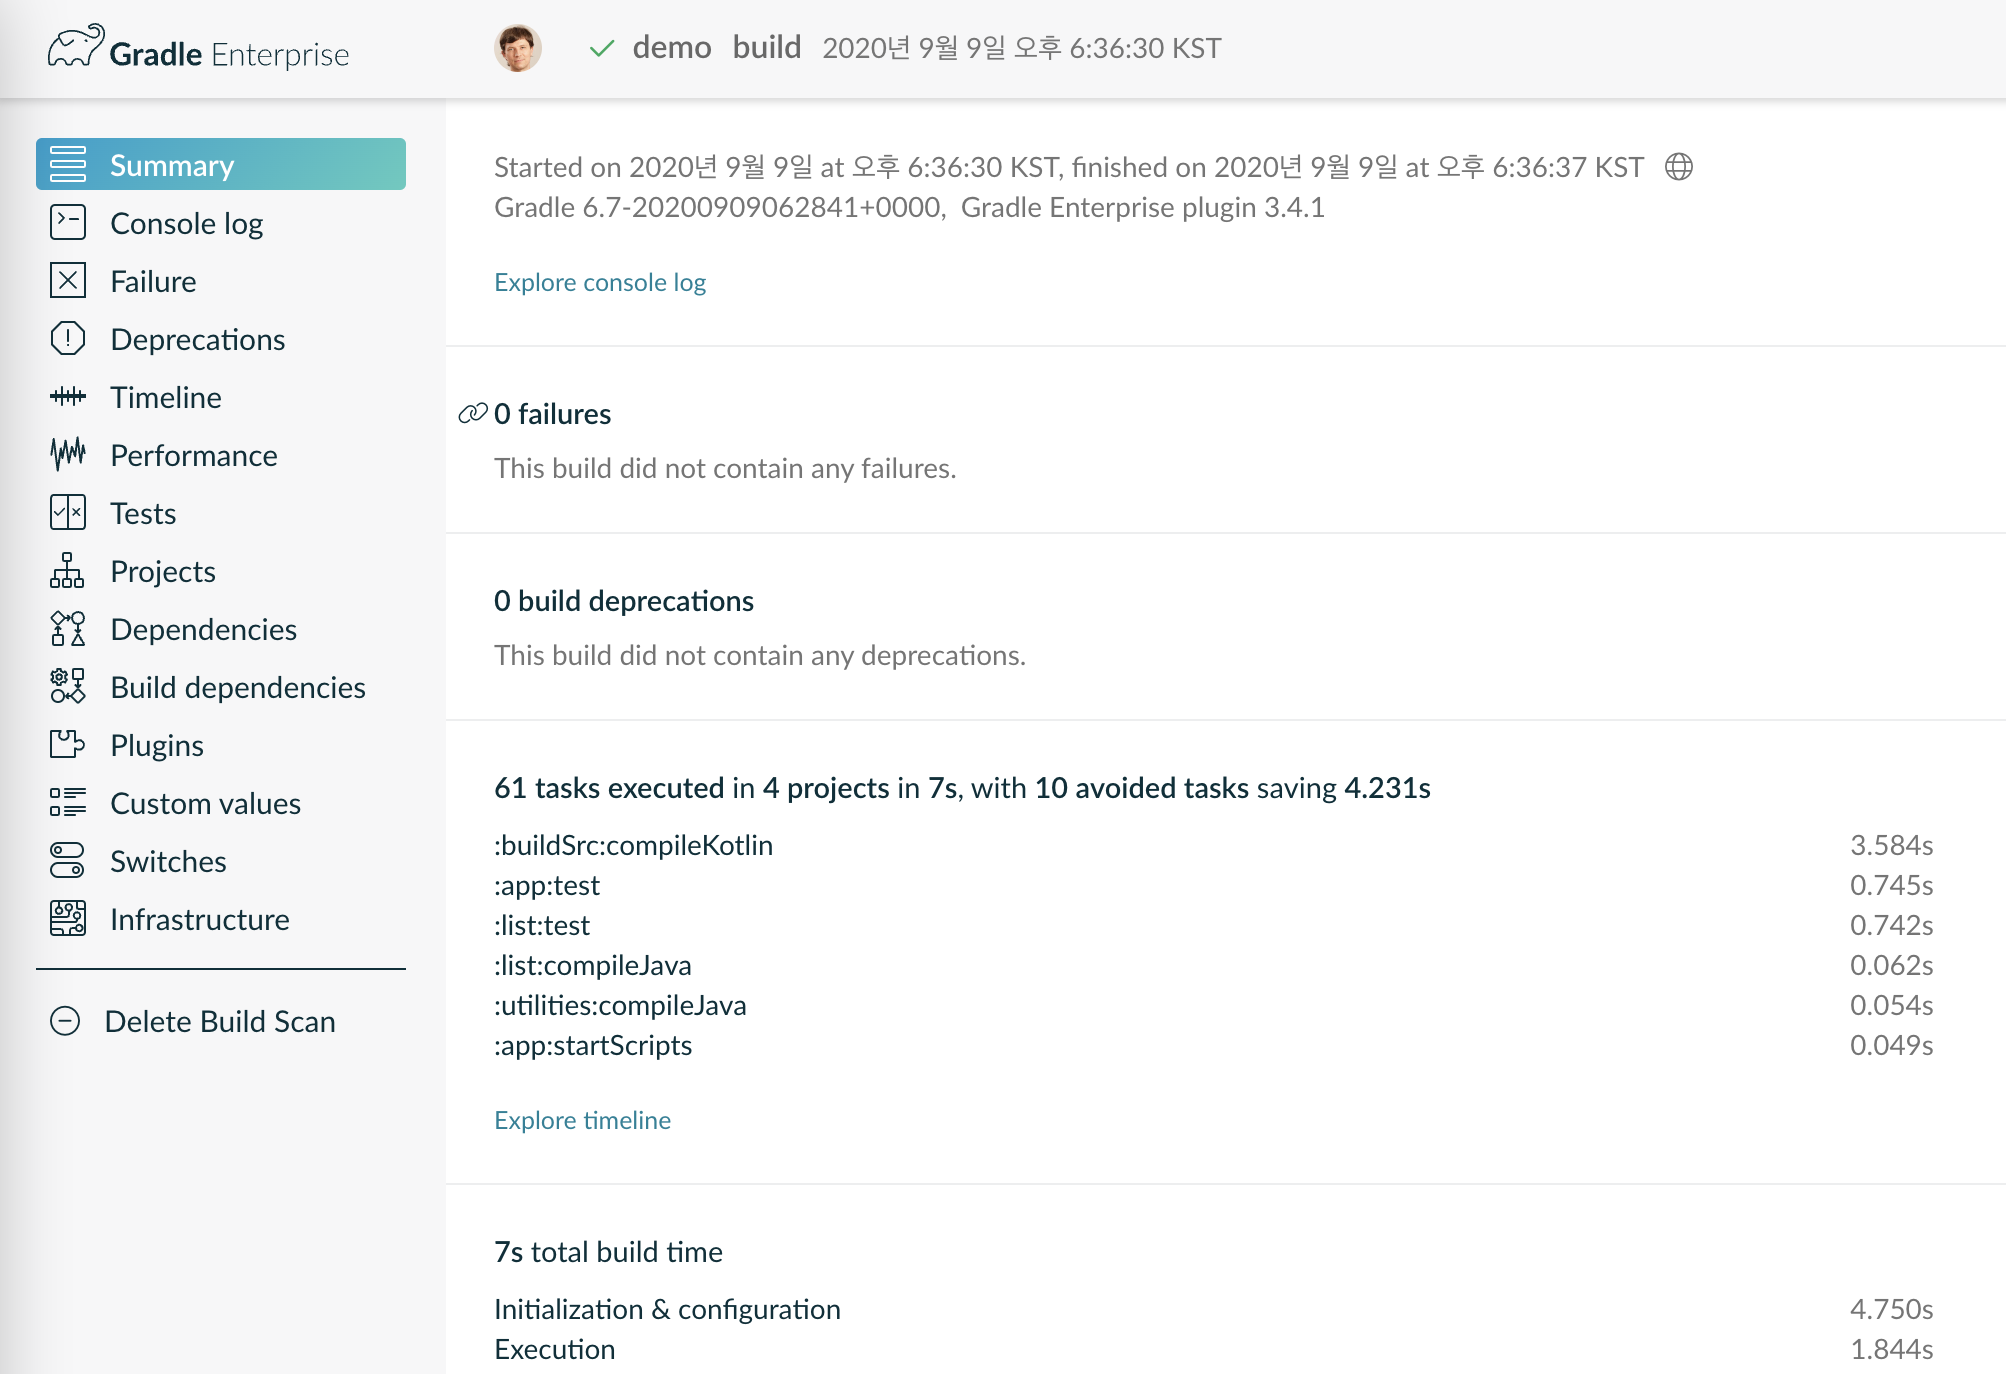 Gradle Enterprise
demo build 2020년 9월 9일 오후 6:36:30 KST
Summary
Console log
Failure
Deprecations
Timeline
Performance
Tests
Projects
Dependencies
Build dependencies
Plugins
Custom values
Switches
Infrastructure
Delete Build Scan
Started on 2020년 9월 9일 at 오후 6:36:30 KST, finished on 2020년 9월 9일 at 오후 6:36:37 KST
Gradle 6.7-20200909062841+0000, Gradle Enterprise plugin 3.4.1
Explore console log
0 failures
This build did not contain any failures.
0 build deprecations
This build did not contain any deprecations.
61 tasks executed in 4 projects in 7s, with 10 avoided tasks saving 4.231s
:buildSrc:compileKotlin 3.584s
:app:test 0.745s
:list:test 0.742s
:list:compileJava 0.062s
:utilities:compileJava 0.054s
:app:startScripts 0.049s
Explore timeline
7s total build time
Initialization & configuration 4.750s
Execution 1.844s